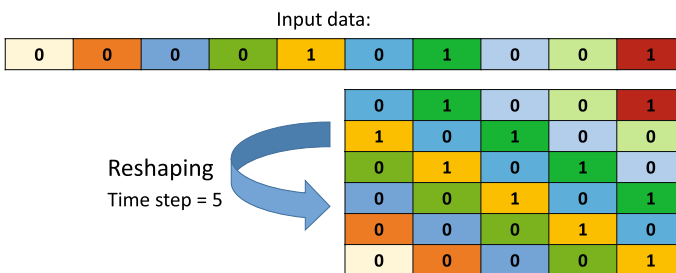 Input data:
0 0 0 0 1 0 1 0 0 1
0 1 0 0 1
1 0 1 0 0
0 1 0 1 0
Reshaping
0 0 1 0 1
Time step = 5
0 0 0 1 0
0 0 0 0 1